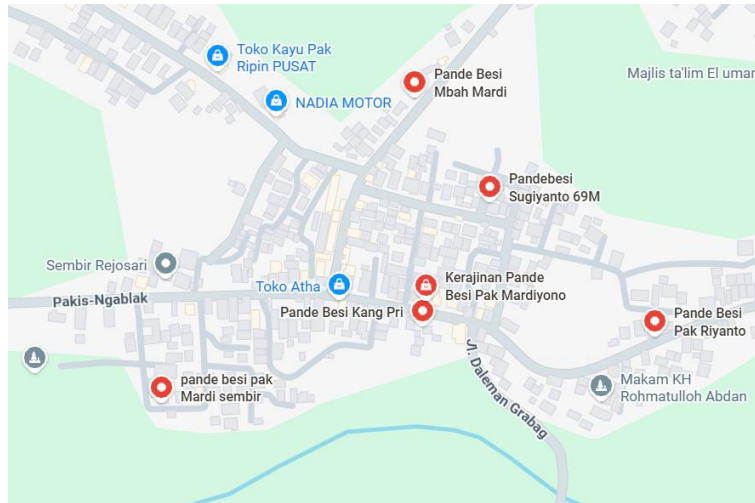 Toko Kayu Pak
Ripin PUSAT
Pande Besi
Mbah Mardi
Majlis ta'lim El umar
NADIA MOTOR
Pandebesi
Sugiyanto 69M
Sembir Rejosari
Toko Atha
Kerajinan Pande
Besi Pak Mardiyono
Pakis-Ngablak
Pande Besi Kang Pri
Pande Besi
Pak Riyanto
Jl. Daleman Grabag
pande besi pak
Mardi sembir
Makam KH
Rohmatulloh Abdan